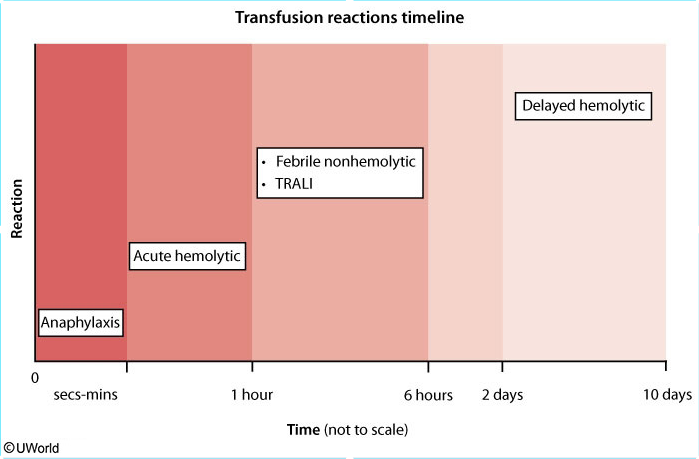 Transfusion reactions timeline
Reaction
Delayed hemolytic
• Febrile nonhemolytic
• TRALI
Acute hemolytic
Anaphylaxis
0
secs-mins
1 hour
6 hours
2 days
10 days
Time (not to scale)
©UWorld